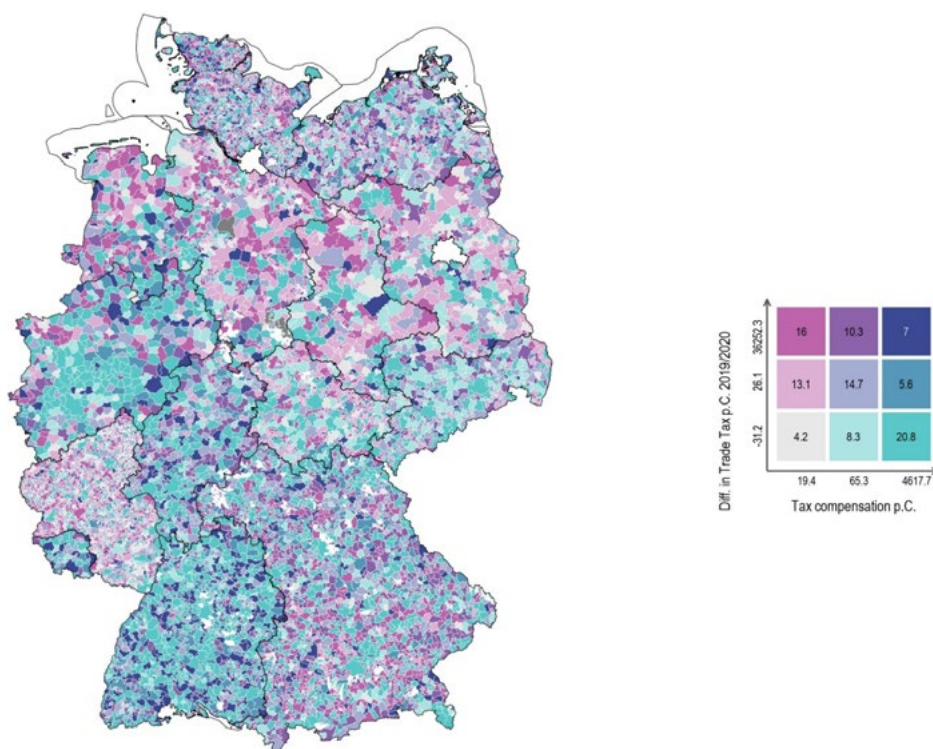 Diff. in Trade Tax p.C. 2019/2020
36252.3
26.1
-31.2
16 10.3 7
13.1 14.7 5.6
4.2 8.3 20.8
19.4 65.3 4617.7
Tax compensation p.C.